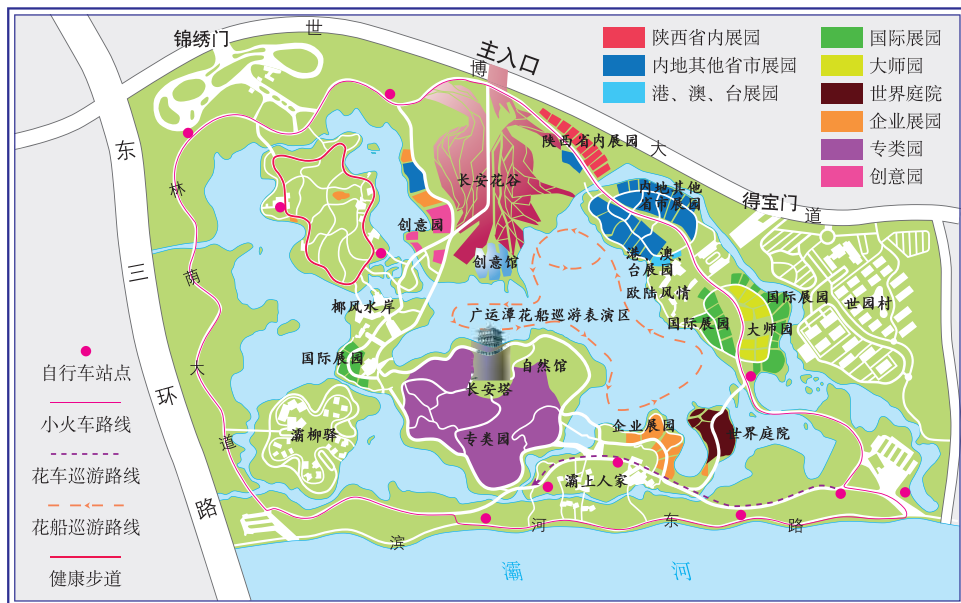 锦绣门
世
博
大
道
主入口
陕西省内展园
内地其他省市展园
港、澳、台展园
国际展园
大师园
世界庭院
企业展园
专类园
创意园
东
三
环
路
林
荫
大
道
长安花谷
陕西省内展园
内地其他
省市展园
得宝门
创意园
创意馆
港、澳、
台展园
欧陆风情
椰风水岸
广运潭花船巡游表演区
国际展园
国际展园
大师园
世园村
国际展园
长安塔
自然馆
灞柳驿
专类园
企业展园
世界庭院
灞上人家
滨
河
东
路
灞
河
自行车站点
小火车路线
花车巡游路线
花船巡游路线
健康步道